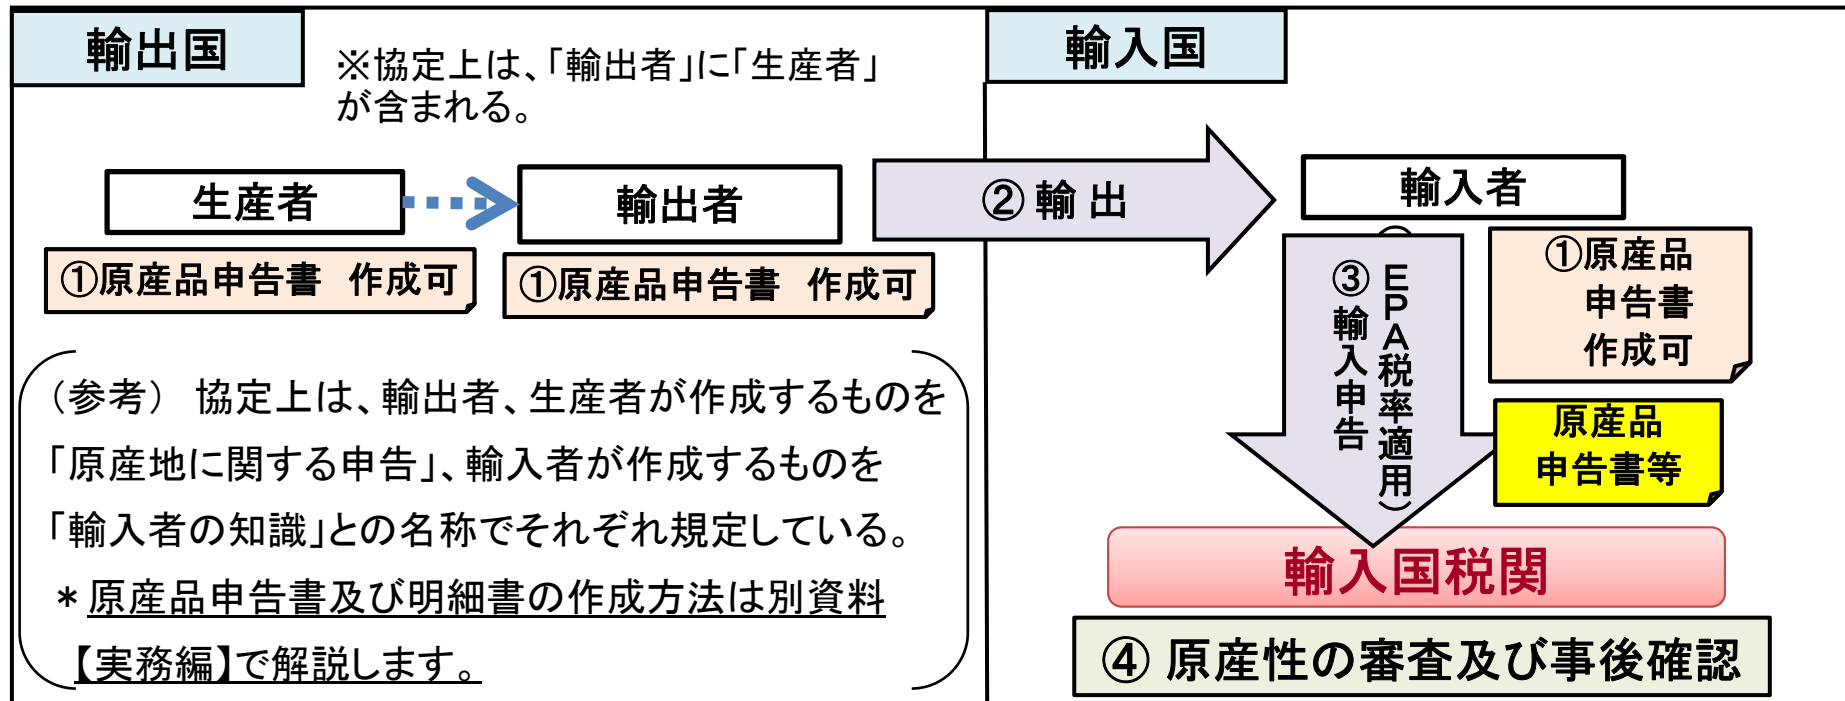 輸出国
※協定上は、「輸出者」に「生産者」
が含まれる。
生産者
輸出者
①原産品申告書　作成可
①原産品申告書　作成可
（参考）　協定上は、輸出者、生産者が作成するものを
「原産地に関する申告」、輸入者が作成するものを
「輸入者の知識」との名称でそれぞれ規定している。
*原産品申告書及び明細書の作成方法は別資料
【実務編】で解説します。
輸入国
②輸 出
輸入者
③輸入申告
（ＥＰＡ税率適用）
①原産品
申告書
作成可
原産品
申告書等
輸入国税関
④ 原産性の審査及び事後確認